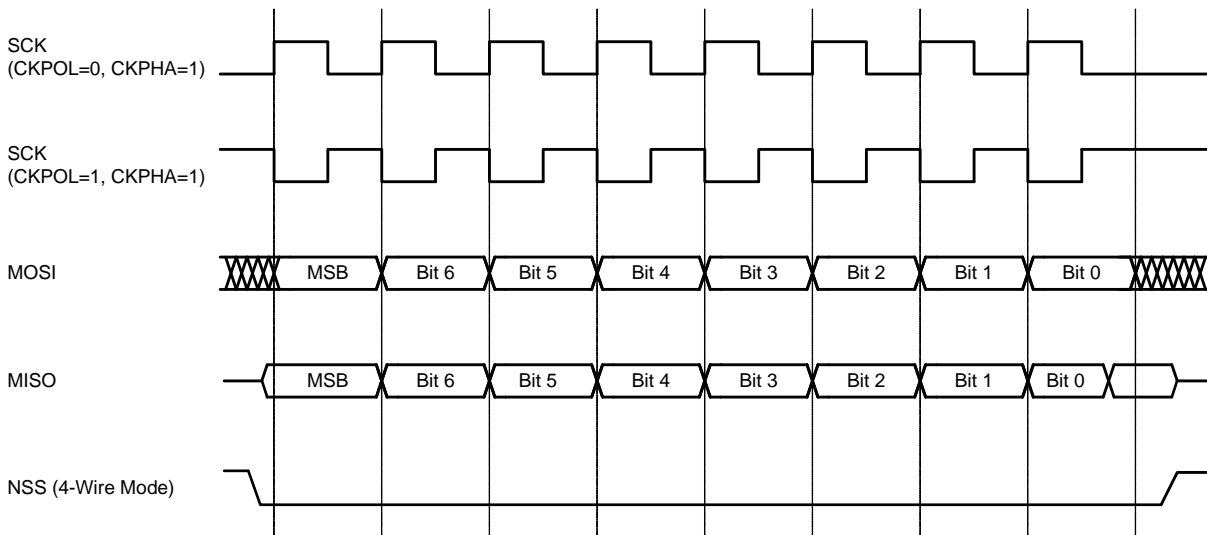 SCK
(CKPOL=0, CKPHA=1)
SCK
(CKPOL=1, CKPHA=1)
MOSI
MSB
Bit 6
Bit 5
Bit 4
Bit 3
Bit 2
Bit 1
Bit 0
MISO
MSB
Bit 6
Bit 5
Bit 4
Bit 3
Bit 2
Bit 1
Bit 0
NSS (4-Wire Mode)